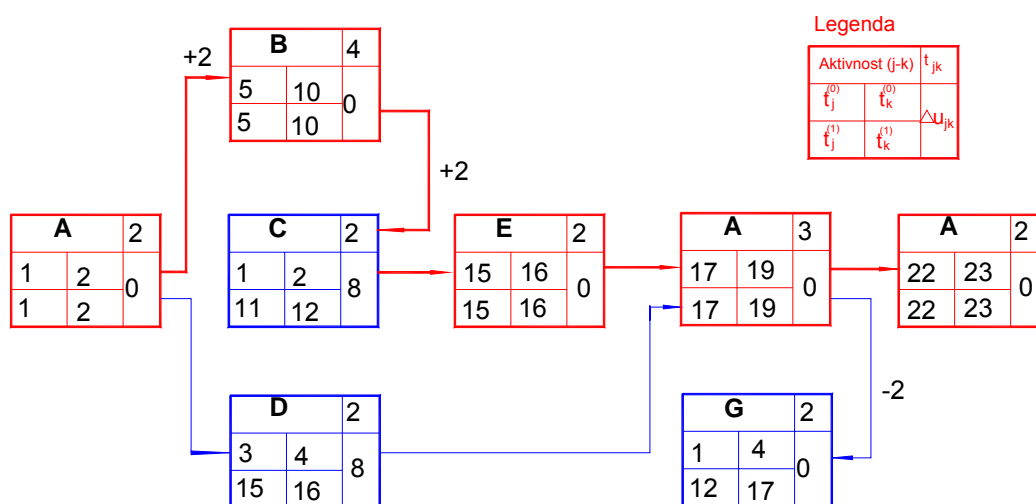 Legenda
Aktivnost (j-k) t jk
t j (0) t k (0)
Δu jk
t j (1) t k (1)
+2
B 4
5 10
0
5 10
+2
A 2
1 2
0
1 2
C 2
1 2
8
11 12
E 2
15 16
0
15 16
A 3
17 19
0
17 19
A 2
22 23
0
22 23
-2
D 2
3 4
8
15 16
G 2
1 4
0
12 17